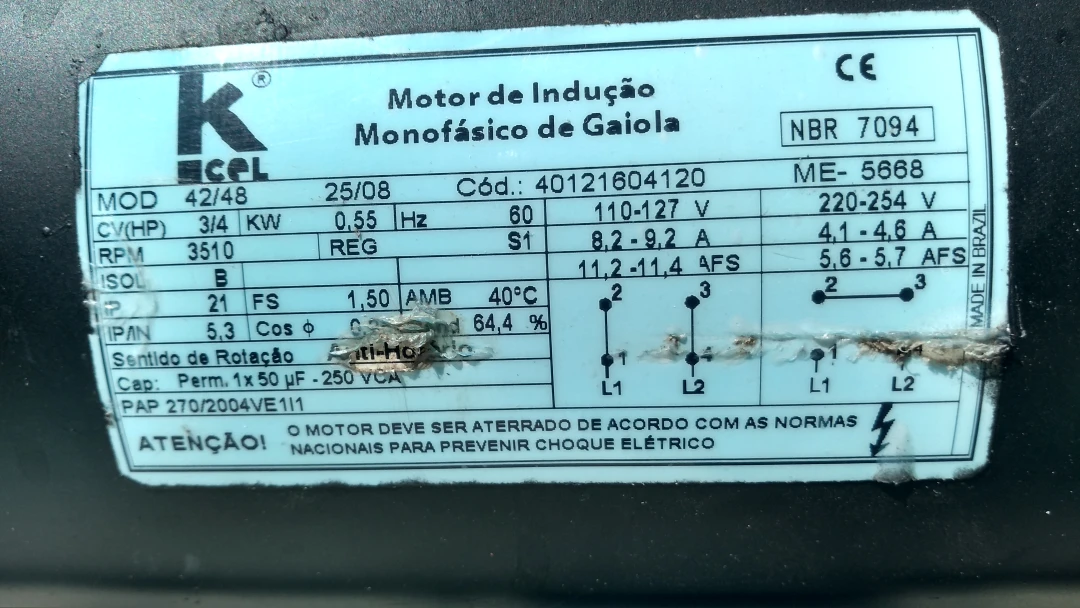 kcel ®
Motor de Indução
Monofásico de Gaiola
CE
NBR 7094
MOD 42/48 25/08 Cód.: 40121604120 ME- 5668
CV(HP) 3/4 KW 0,55 Hz 60 110-127 V 220-254 V
RPM 3510 REG S1 8,2 - 9,2 A 4,1 - 4,6 A
ISOL B 11,2 -11,4 AFS 5,6 - 5,7 AFS
IP 21 FS 1,50 AMB 40°C
IP/IN 5,3 Cos ϕ 64,4 %
Sentido de Rotação Anti-Horário
Cap: Perm. 1x 50 µF - 250 VCA
PAP 270/2004VE1I1
2 3
1 4
L1 L2
2 3
1
L1 L2
MADE IN BRAZIL
ATENÇÃO! O MOTOR DEVE SER ATERRADO DE ACORDO COM AS NORMAS
NACIONAIS PARA PREVENIR CHOQUE ELÉTRICO